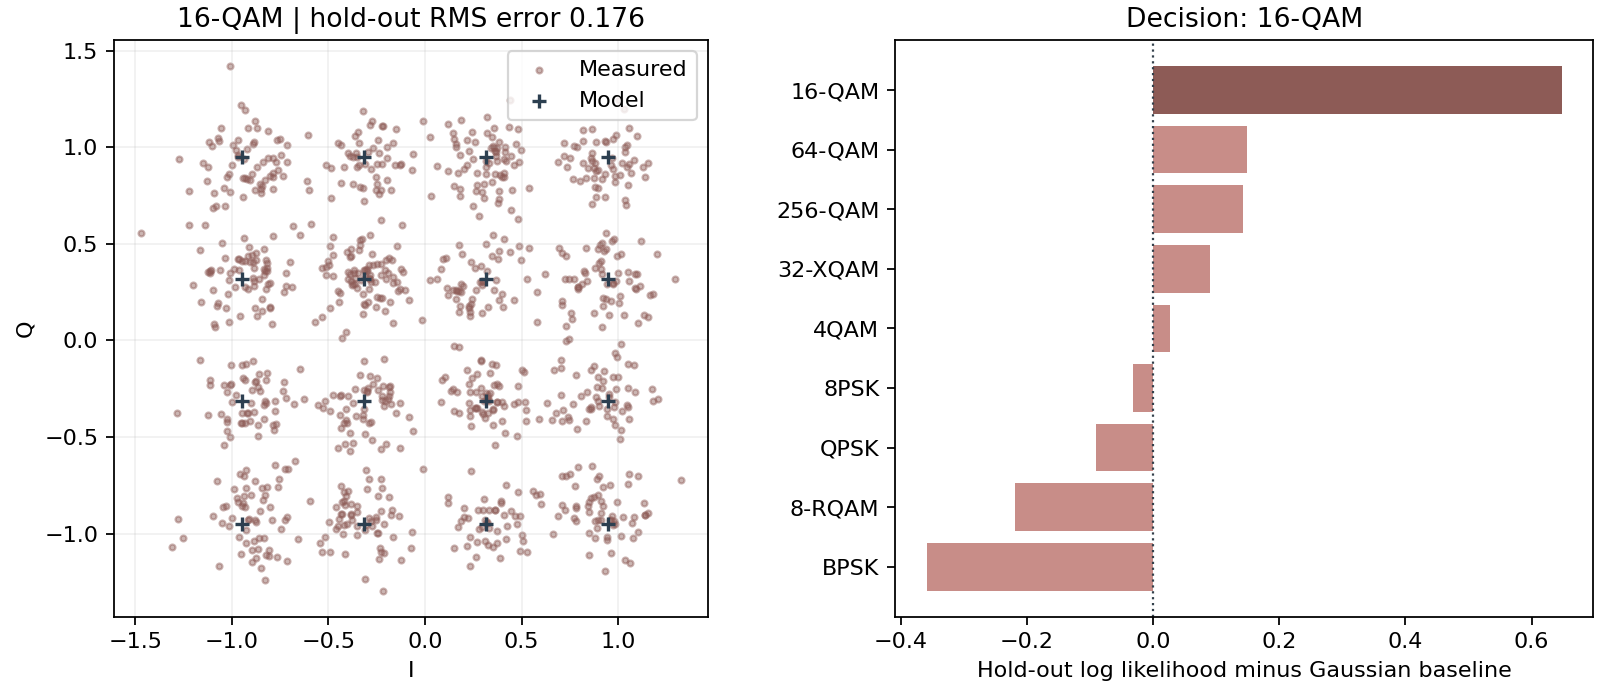 16-QAM | hold-out RMS error 0.176
Measured
Model
1.5
1.0
0.5
0.0
−0.5
−1.0
Q
−1.5
−1.0
−0.5
0.0
0.5
1.0
I
Decision: 16-QAM
16-QAM
64-QAM
256-QAM
32-XQAM
4QAM
8PSK
QPSK
8-RQAM
BPSK
−0.4
−0.2
0.0
0.2
0.4
0.6
Hold-out log likelihood minus Gaussian baseline